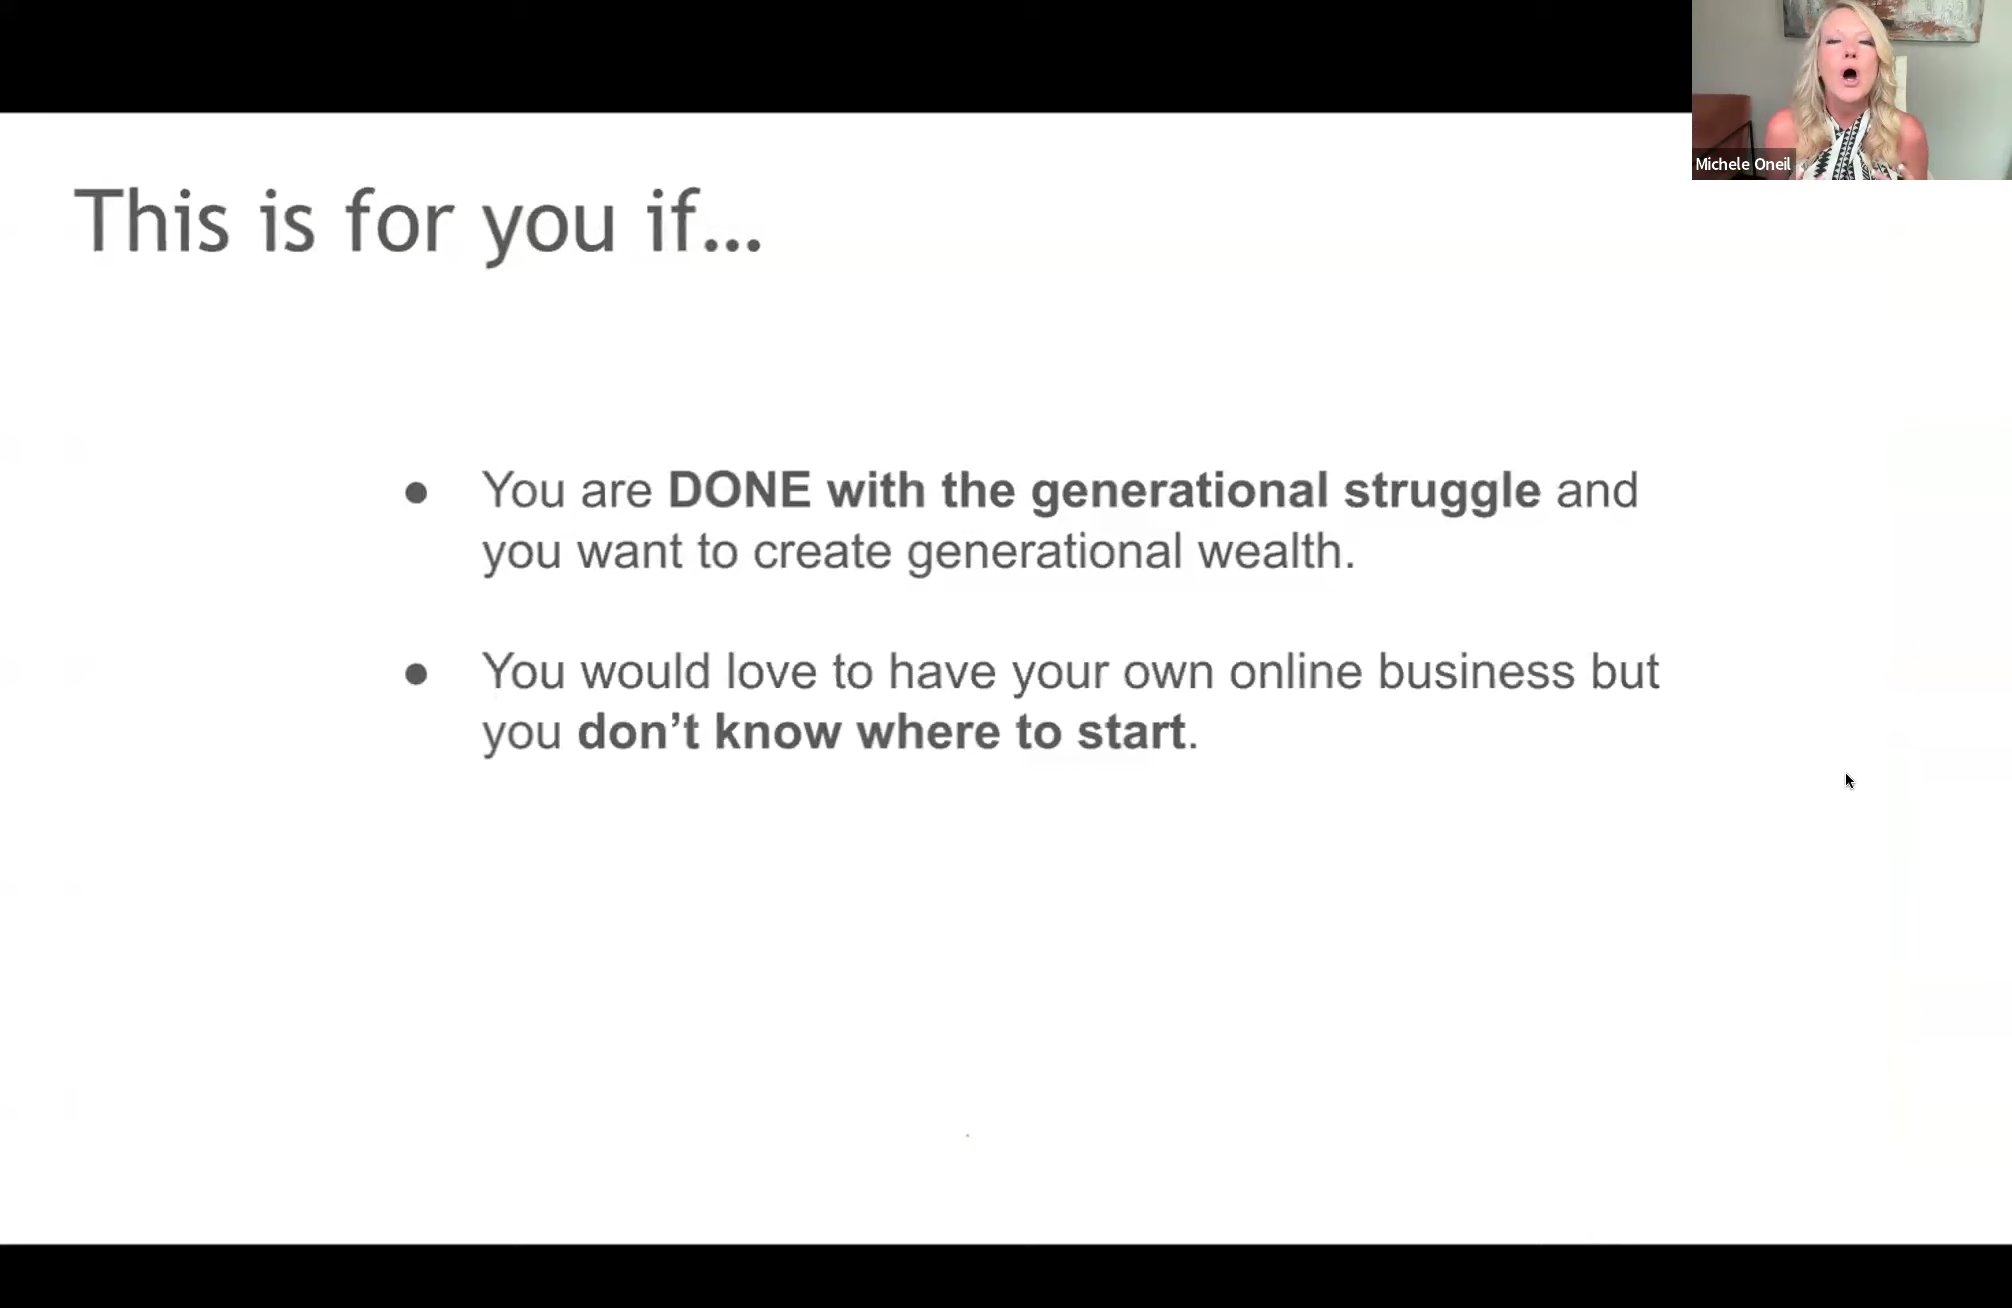 Michele Oneil
This is for you if...
● You are DONE with the generational struggle and
you want to create generational wealth.
● You would love to have your own online business but
you don't know where to start.